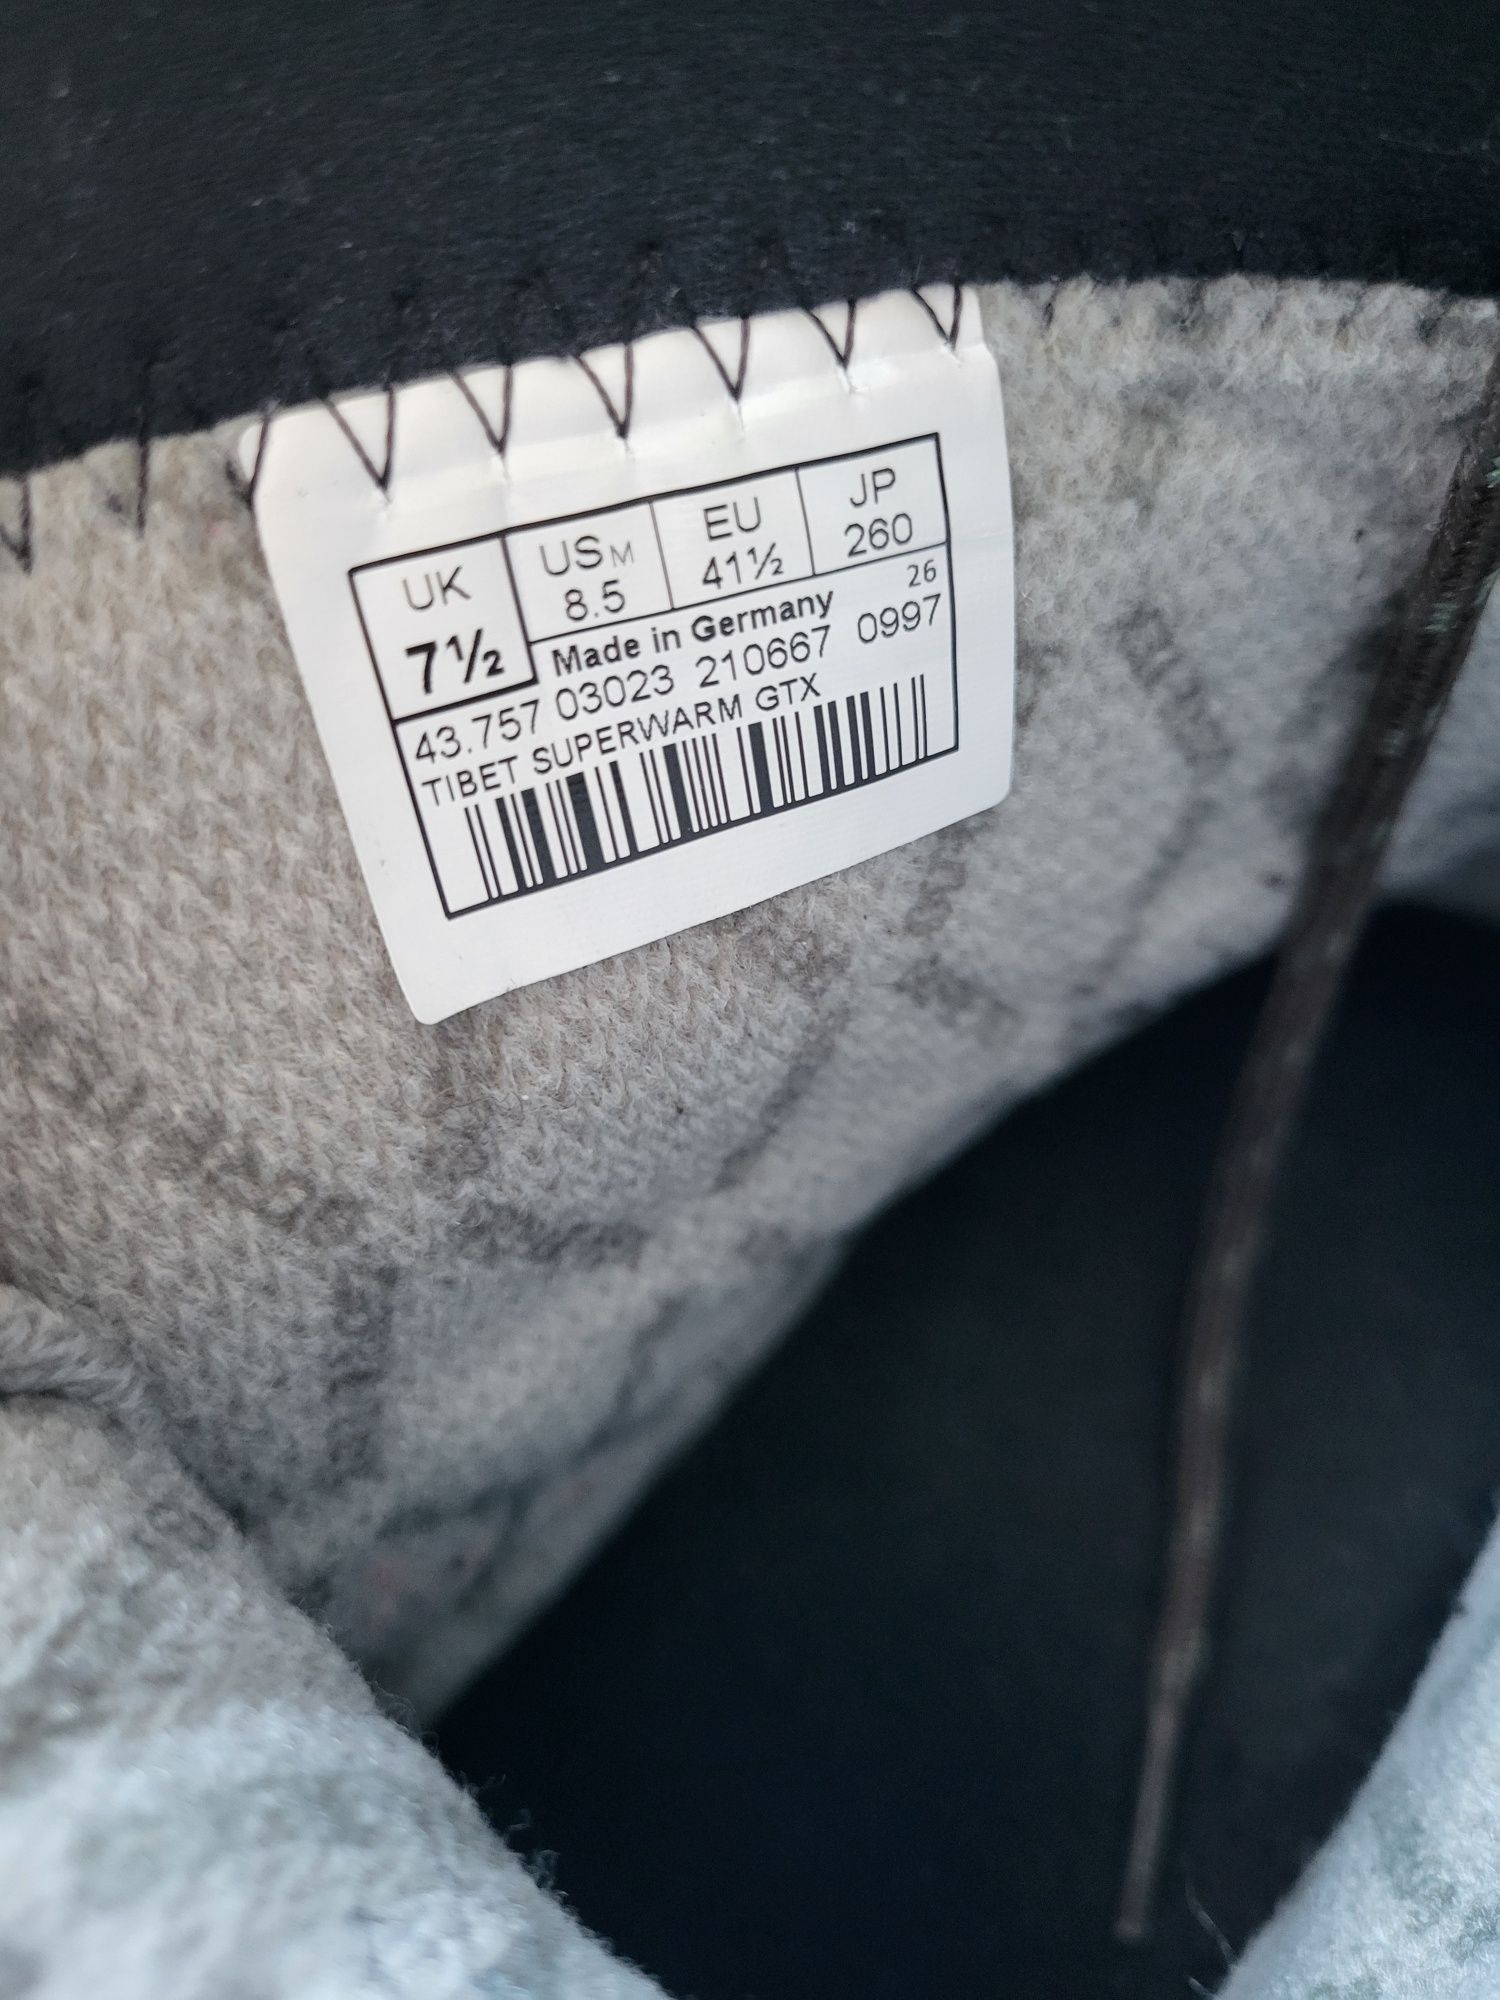 UK USM EU JP
7½ 8.5 41½ 260
Made in Germany 26
43.757 03023 210667 0997
TIBET SUPERWARM GTX